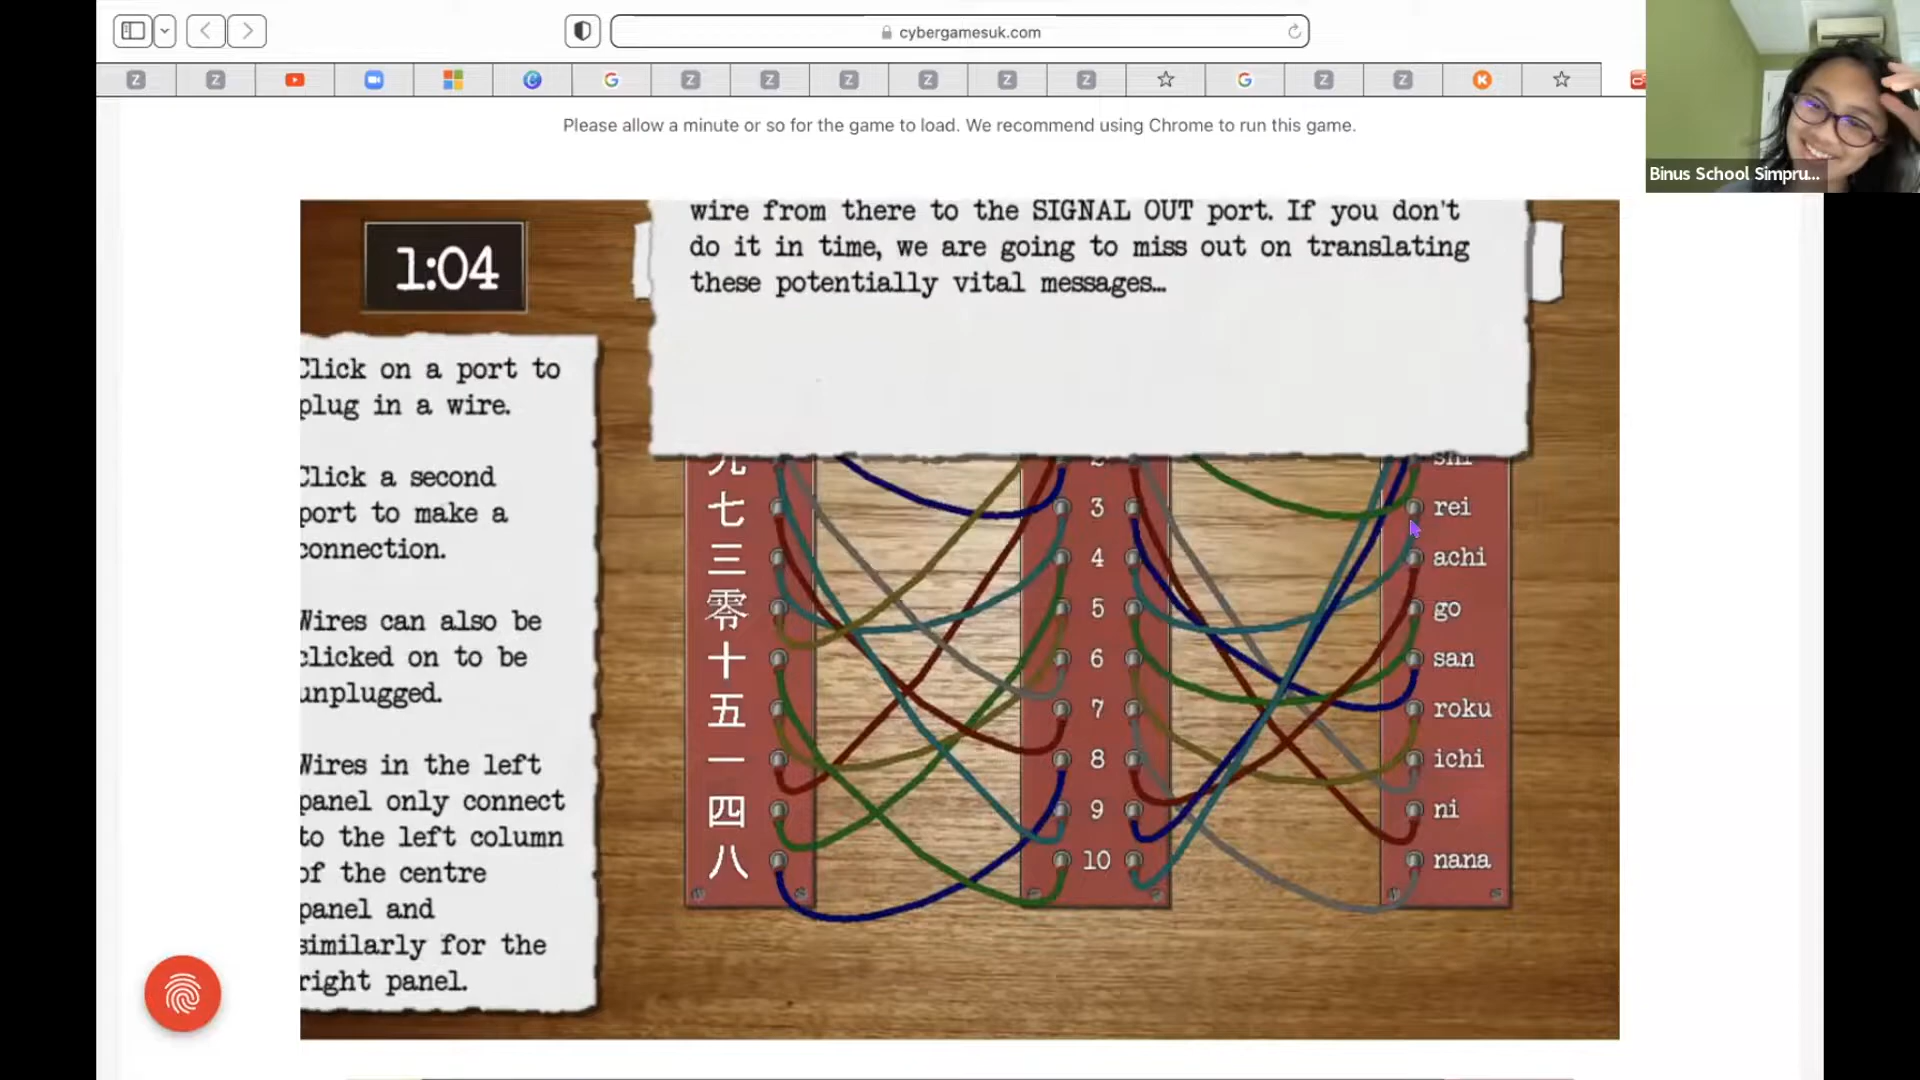 cybergamesuk.com
Please allow a minute or so for the game to load. We recommend using Chrome to run this game.
Binus School Simpru...
1:04
wire from there to the SIGNAL OUT port. If you don't
do it in time, we are going to miss out on translating
these potentially vital messages...
Click on a port to
plug in a wire.
Click a second
port to make a
connection.
Wires can also be
clicked on to be
unplugged.
Wires in the left
panel only connect
to the left column
of the centre
panel and
similarly for the
right panel.
九 2 shi
七 3 rei
三 4 achi
零 5 go
十 6 san
五 7 roku
一 8 ichi
四 9 ni
八 10 nana